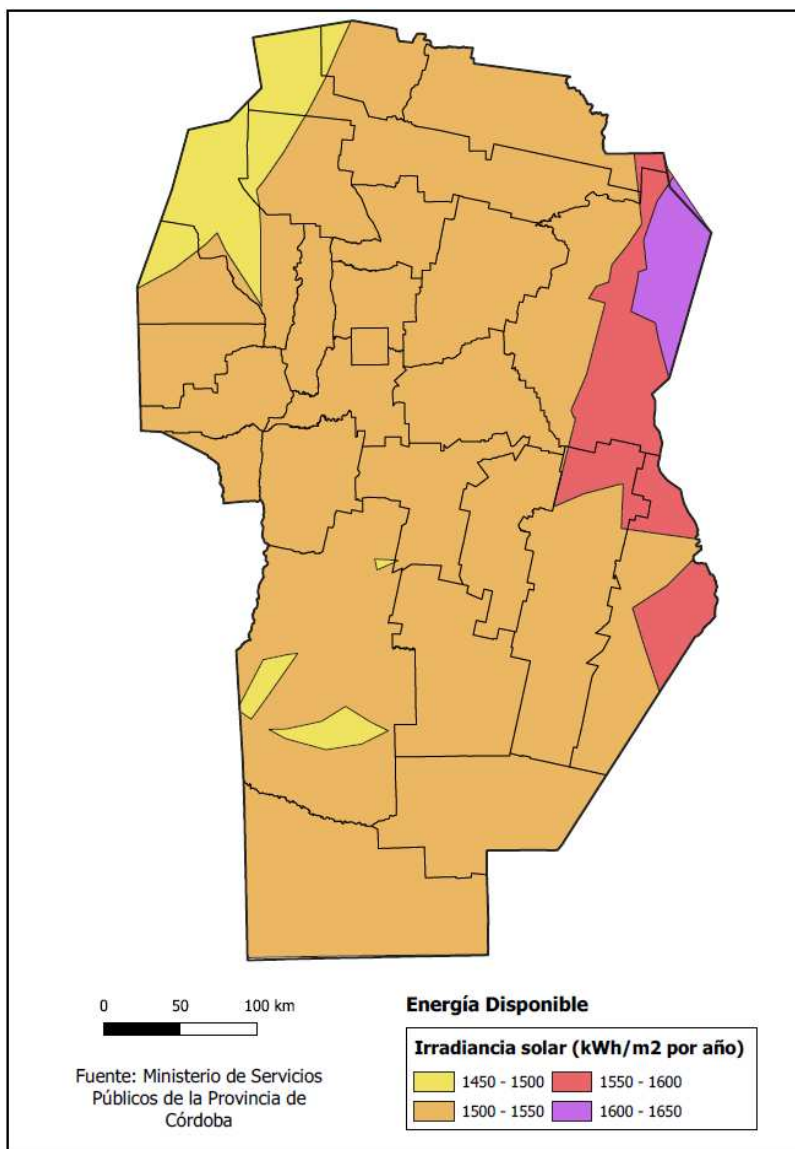 0 50 100 km
Fuente: Ministerio de Servicios
Públicos de la Provincia de
Córdoba
Energía Disponible
Irradiancia solar (kWh/m2 por año)
1450 - 1500
1550 - 1600
1500 - 1550
1600 - 1650